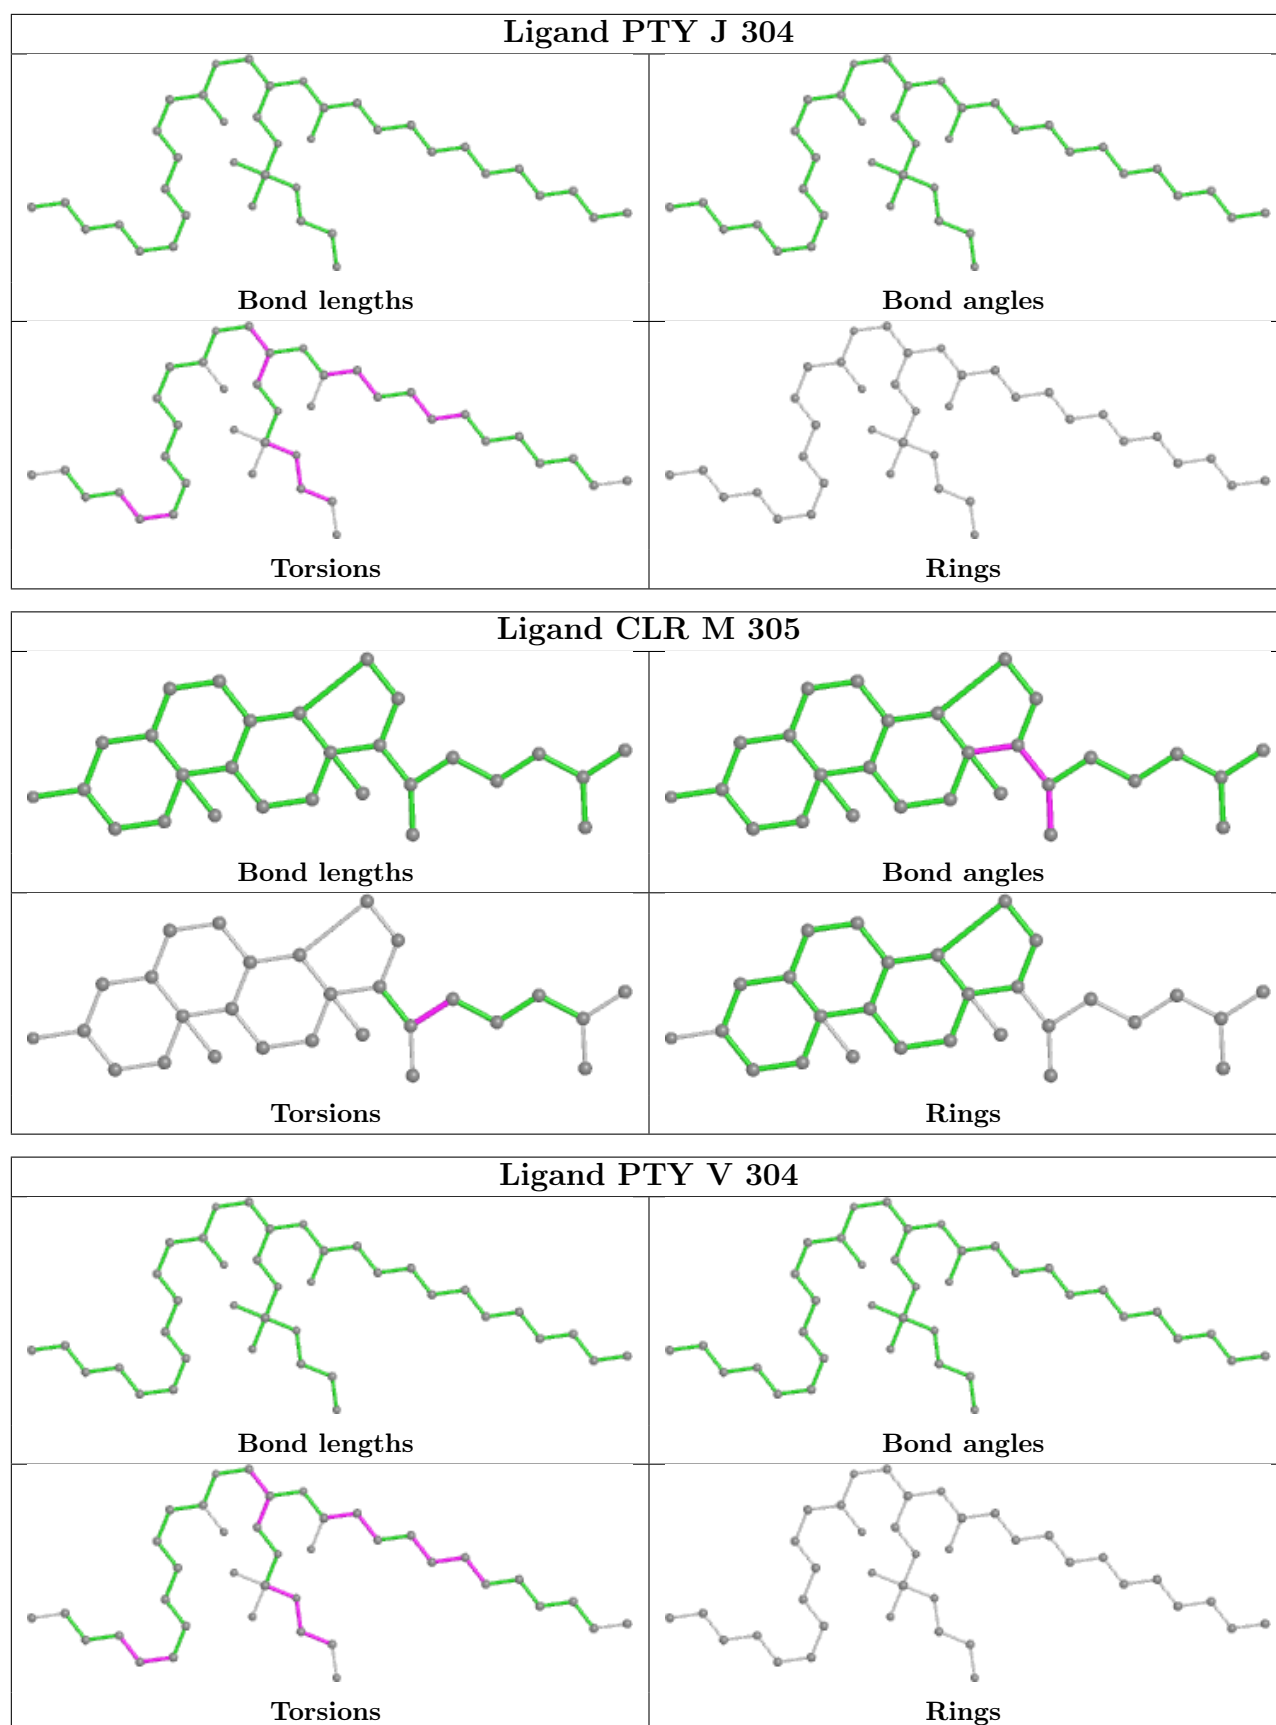 Ligand PTY J 304
Bond lengths
Bond angles
Torsions
Rings
Ligand CLR M 305
Bond lengths
Bond angles
Torsions
Rings
Ligand PTY V 304
Bond lengths
Bond angles
Torsions
Rings